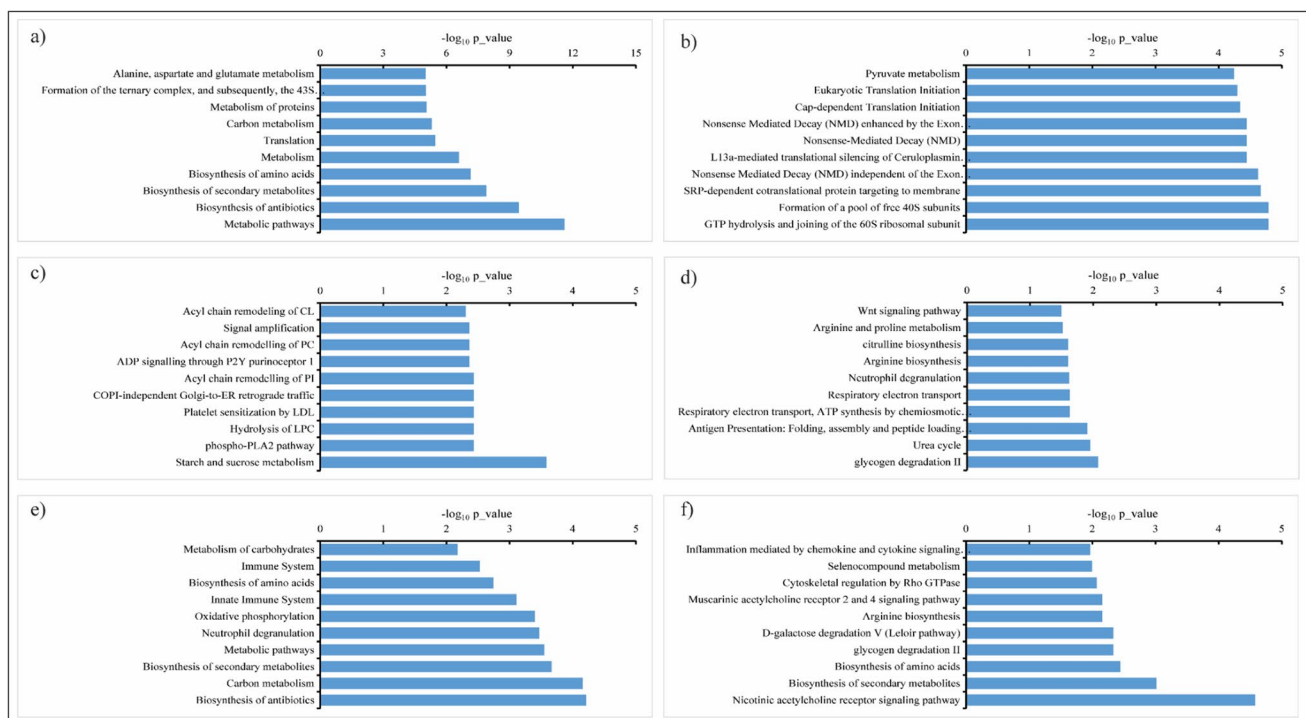 a)
-log₁₀ p_value
0 3 6 9 12 15
Alanine, aspartate and glutamate metabolism
Formation of the ternary complex, and subsequently, the 43S…
Metabolism of proteins
Carbon metabolism
Translation
Metabolism
Biosynthesis of amino acids
Biosynthesis of secondary metabolites
Biosynthesis of antibiotics
Metabolic pathways
b)
-log₁₀ p_value
0 1 2 3 4 5
Pyruvate metabolism
Eukaryotic Translation Initiation
Cap-dependent Translation Initiation
Nonsense Mediated Decay (NMD) enhanced by the Exon…
Nonsense-Mediated Decay (NMD)
L13a-mediated translational silencing of Ceruloplasmin…
Nonsense Mediated Decay (NMD) independent of the Exon…
SRP-dependent cotranslational protein targeting to membrane
Formation of a pool of free 40S subunits
GTP hydrolysis and joining of the 60S ribosomal subunit
c)
-log₁₀ p_value
0 1 2 3 4 5
Acyl chain remodeling of CL
Signal amplification
Acyl chain remodelling of PC
ADP signalling through P2Y purinoceptor 1
Acyl chain remodelling of PI
COPI-independent Golgi-to-ER retrograde traffic
Platelet sensitization by LDL
Hydrolysis of LPC
phospho-PLA2 pathway
Starch and sucrose metabolism
d)
-log₁₀ p_value
0 1 2 3 4 5
Wnt signaling pathway
Arginine and proline metabolism
citrulline biosynthesis
Arginine biosynthesis
Neutrophil degranulation
Respiratory electron transport
Respiratory electron transport, ATP synthesis by chemiosmotic…
Antigen Presentation: Folding, assembly and peptide loading…
Urea cycle
glycogen degradation II
e)
-log₁₀ p_value
0 1 2 3 4 5
Metabolism of carbohydrates
Immune System
Biosynthesis of amino acids
Innate Immune System
Oxidative phosphorylation
Neutrophil degranulation
Metabolic pathways
Biosynthesis of secondary metabolites
Carbon metabolism
Biosynthesis of antibiotics
f)
-log₁₀ p_value
0 1 2 3 4 5
Inflammation mediated by chemokine and cytokine signaling…
Selenocompound metabolism
Cytoskeletal regulation by Rho GTPase
Muscarinic acetylcholine receptor 2 and 4 signaling pathway
Arginine biosynthesis
D-galactose degradation V (Leloir pathway)
glycogen degradation II
Biosynthesis of amino acids
Biosynthesis of secondary metabolites
Nicotinic acetylcholine receptor signaling pathway